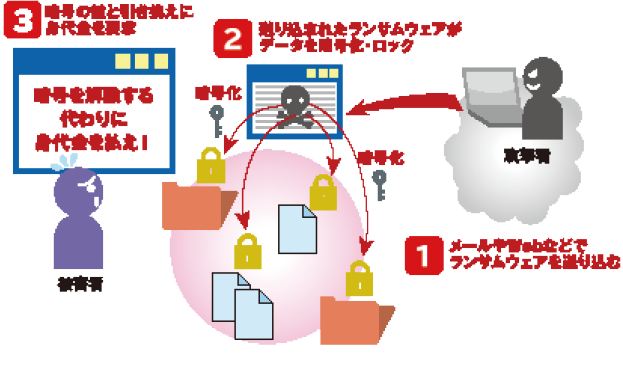 1
メールやWebなどで
ランサムウェアを送り込む
攻撃者
2
送り込まれたランサムウェアが
データを暗号化・ロック
暗号化
暗号化
3
暗号の鍵と引き換えに
身代金を要求
暗号を解除する
代わりに
身代金を払え！
被害者